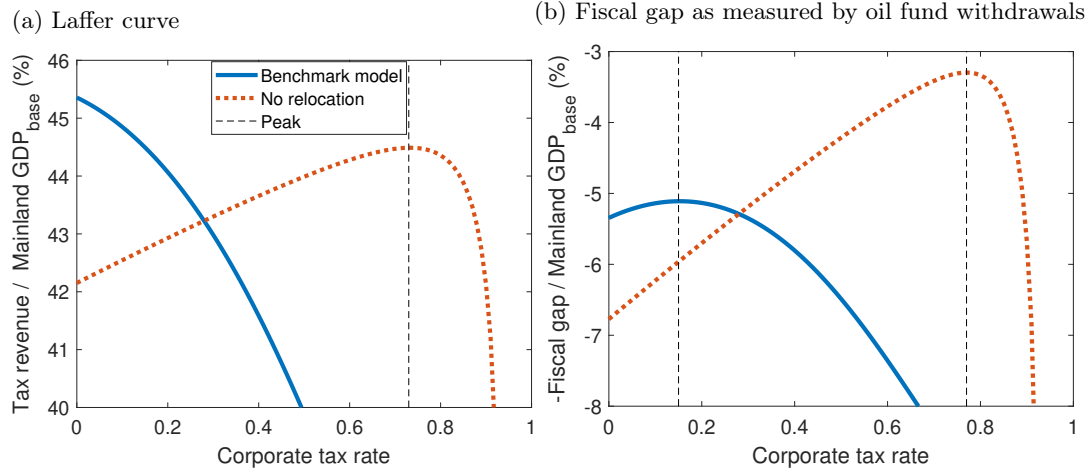 (a) Laffer curve
Tax revenue / Mainland GDP_base (%)
46
45
44
43
42
41
40
Benchmark model
No relocation
Peak
0 0.2 0.4 0.6 0.8 1
Corporate tax rate
(b) Fiscal gap as measured by oil fund withdrawals
-Fiscal gap / Mainland GDP_base (%)
-3
-4
-5
-6
-7
-8
0 0.2 0.4 0.6 0.8 1
Corporate tax rate